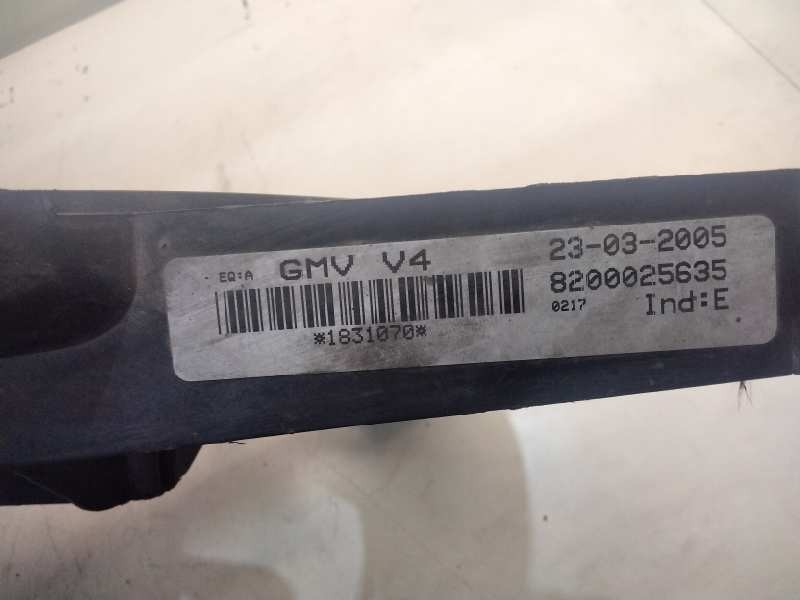 EQ:A GMV V4 23-03-2005
8200025635
0217 Ind:E
*1831070*